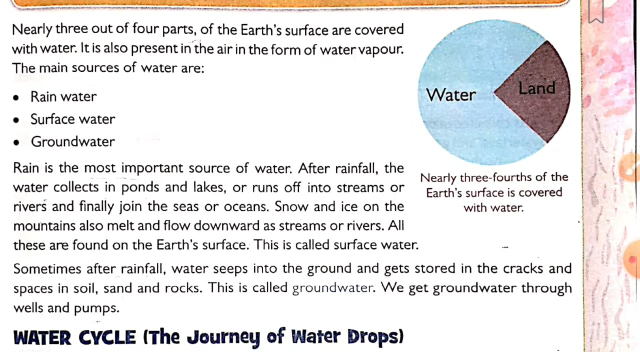 Nearly three out of four parts, of the Earth's surface are covered
with water. It is also present in the air in the form of water vapour.
The main sources of water are:
• Rain water
• Surface water
• Groundwater
Water
Land
Nearly three-fourths of the
Earth's surface is covered
with water.
Rain is the most important source of water. After rainfall, the
water collects in ponds and lakes, or runs off into streams or
rivers and finally join the seas or oceans. Snow and ice on the
mountains also melt and flow downward as streams or rivers. All
these are found on the Earth's surface. This is called surface water.
Sometimes after rainfall, water seeps into the ground and gets stored in the cracks and
spaces in soil, sand and rocks. This is called groundwater. We get groundwater through
wells and pumps.
WATER CYCLE (The Journey of Water Drops)